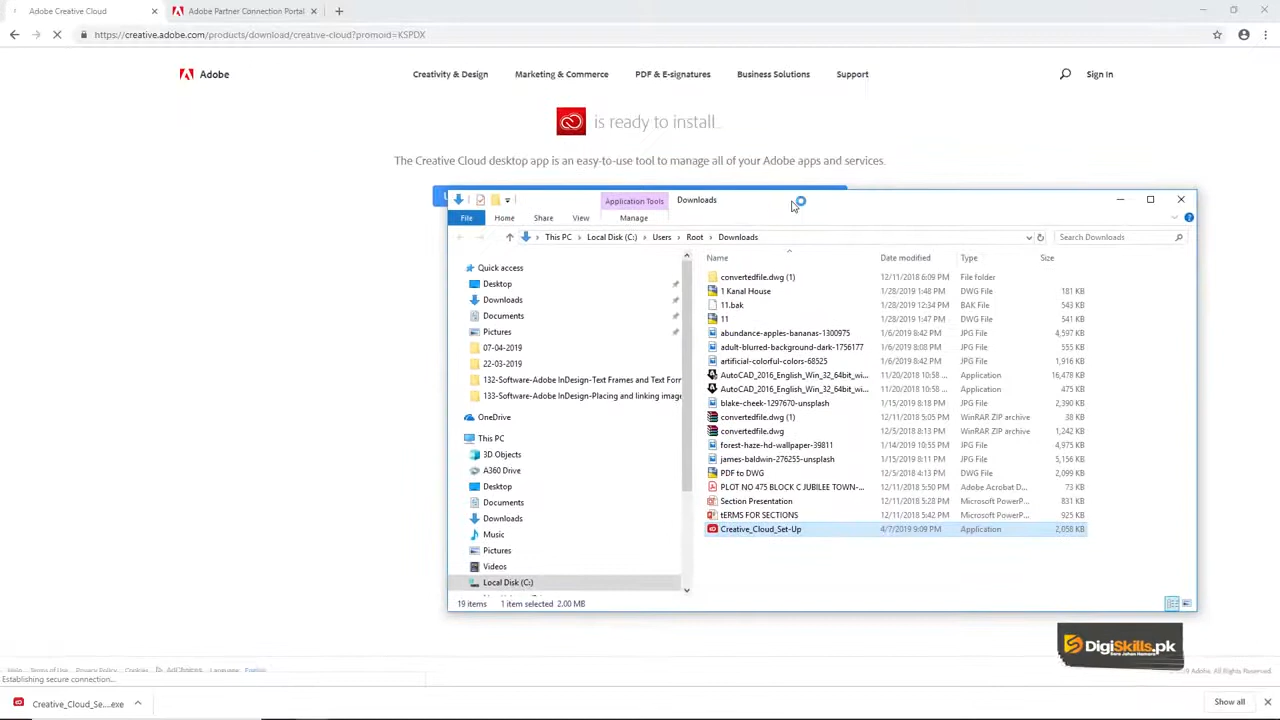 Adobe Creative Cloud
Adobe Partner Connection Portal
https://creative.adobe.com/products/download/creative-cloud?promoid=KSPDX
Adobe Creativity & Design Marketing & Commerce PDF & E-signatures Business Solutions Support Sign In
is ready to install.
The Creative Cloud desktop app is an easy-to-use tool to manage all of your Adobe apps and services.
Application Tools Downloads
File Home Share View Manage
This PC Local Disk (C:) Users Root Downloads Search Downloads
Name Date modified Type Size
Quick access
Desktop
Downloads
Documents
Pictures
07-04-2019
22-03-2019
132-Software-Adobe InDesign-Text Frames and Text Form
133-Software-Adobe InDesign-Placing and linking image
OneDrive
This PC
3D Objects
A360 Drive
Desktop
Documents
Downloads
Music
Pictures
Videos
Local Disk (C:)
convertedfile.dwg (1) 12/11/2018 6:09 PM File folder
1 Kanal House 1/28/2019 1:48 PM DWG File 181 KB
11.bak 1/28/2019 12:34 PM BAK File 543 KB
11 1/28/2019 1:47 PM DWG File 541 KB
abundance-apples-bananas-1300975 1/6/2019 8:42 PM JPG File 4,597 KB
adult-blurred-background-dark-1756177 1/6/2019 8:08 PM JPG File 555 KB
artificial-colorful-colors-68525 1/6/2019 8:42 PM JPG File 1,916 KB
AutoCAD_2016_English_Win_32_64bit_wi... 11/20/2018 10:58 ... Application 16,478 KB
AutoCAD_2016_English_Win_32_64bit_wi... 11/20/2018 10:58 ... Application 475 KB
blake-cheek-1297670-unsplash 1/15/2019 8:18 PM JPG File 2,390 KB
convertedfile.dwg (1) 12/11/2018 5:05 PM WinRAR ZIP archive 38 KB
convertedfile.dwg 12/5/2018 8:13 PM WinRAR ZIP archive 1,242 KB
forest-haze-hd-wallpaper-39811 1/14/2019 10:55 PM JPG File 4,975 KB
james-baldwin-276255-unsplash 1/15/2019 8:11 PM JPG File 5,156 KB
PDF to DWG 12/5/2018 4:13 PM DWG File 2,099 KB
PLOT NO 475 BLOCK C JUBILEE TOWN-... 12/11/2018 5:50 PM Adobe Acrobat D... 73 KB
Section Presentation 12/11/2018 5:28 PM Microsoft PowerP... 831 KB
tERMS FOR SECTIONS 12/11/2018 5:42 PM Microsoft PowerP... 925 KB
Creative_Cloud_Set-Up 4/7/2019 9:09 PM Application 2,058 KB
19 items 1 item selected 2.00 MB
DigiSkills.pk
Establishing secure connection...
Creative_Cloud_Se....exe
Show all